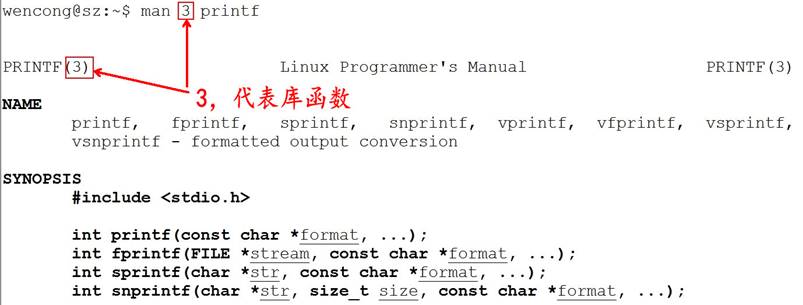 wencong@sz:~$ man 3 printf
PRINTF(3) Linux Programmer's Manual PRINTF(3)
3，代表库函数
NAME
printf, fprintf, sprintf, snprintf, vprintf, vfprintf, vsprintf,
vsnprintf - formatted output conversion
SYNOPSIS
#include <stdio.h>
int printf(const char *format, ...);
int fprintf(FILE *stream, const char *format, ...);
int sprintf(char *str, const char *format, ...);
int snprintf(char *str, size_t size, const char *format, ...);